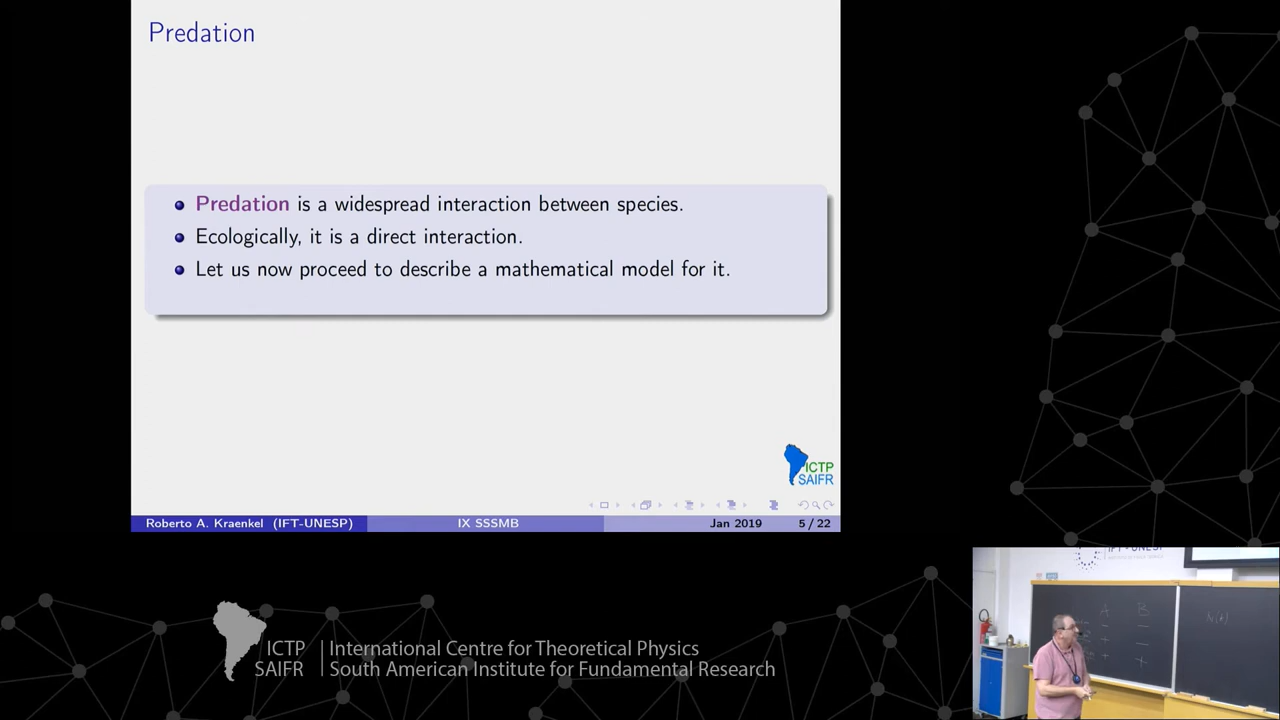 Predation
Predation is a widespread interaction between species.
Ecologically, it is a direct interaction.
Let us now proceed to describe a mathematical model for it.
ICTP
SAIFR
Roberto A. Kraenkel (IFT-UNESP) IX SSSMB Jan 2019 5 / 22
IFT - UNESP
A B
N(t)
ICTP International Centre for Theoretical Physics
SAIFR South American Institute for Fundamental Research